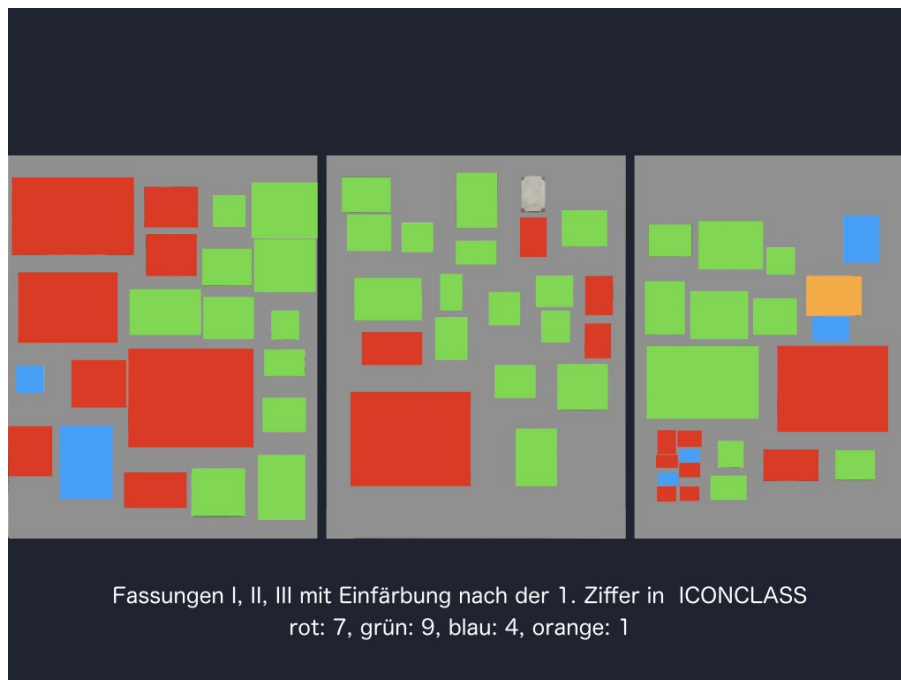 Fassungen I, II, III mit Einfärbung nach der 1. Ziffer in ICONCLASS
rot: 7, grün: 9, blau: 4, orange: 1